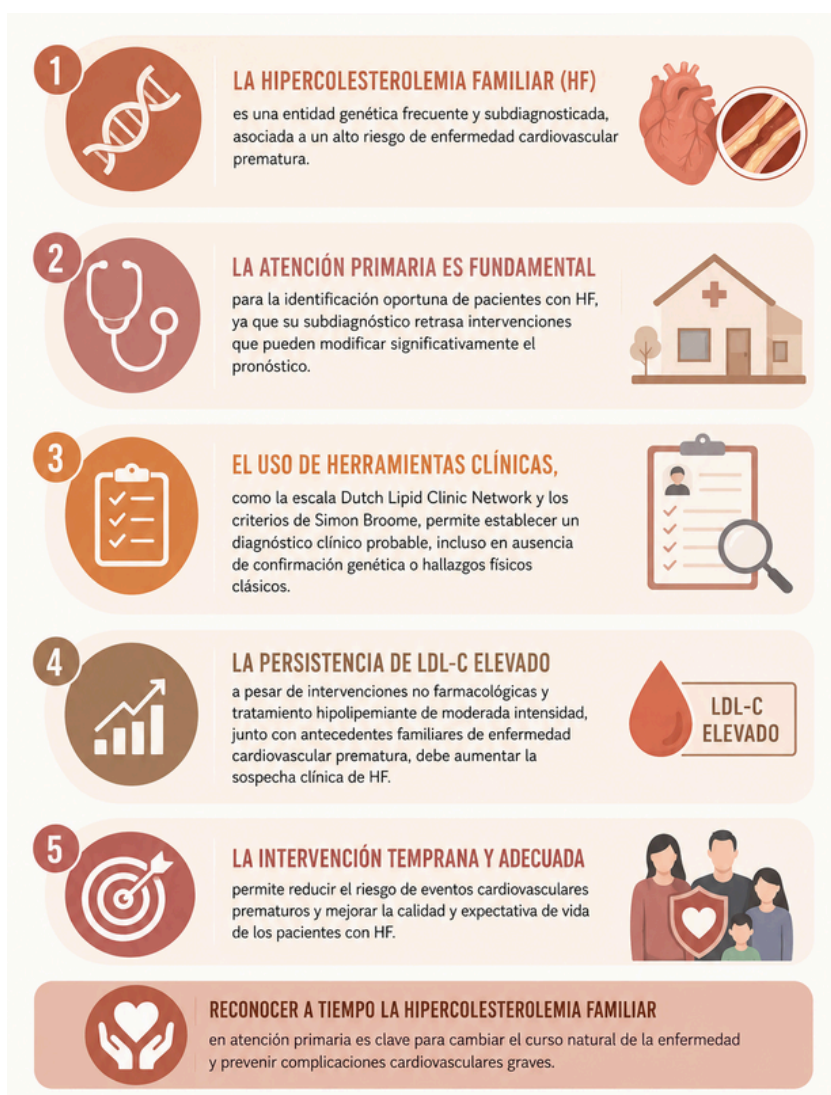 1
LA HIPERCOLESTEROLEMIA FAMILIAR (HF)
es una entidad genética frecuente y subdiagnosticada,
asociada a un alto riesgo de enfermedad cardiovascular
prematura.
2
LA ATENCIÓN PRIMARIA ES FUNDAMENTAL
para la identificación oportuna de pacientes con HF,
ya que su subdiagnóstico retrasa intervenciones
que pueden modificar significativamente el
pronóstico.
3
EL USO DE HERRAMIENTAS CLÍNICAS,
como la escala Dutch Lipid Clinic Network y los
criterios de Simon Broome, permite establecer un
diagnóstico clínico probable, incluso en ausencia
de confirmación genética o hallazgos físicos
clásicos.
4
LA PERSISTENCIA DE LDL-C ELEVADO
a pesar de intervenciones no farmacológicas y
tratamiento hipolipemiante de moderada intensidad,
junto con antecedentes familiares de enfermedad
cardiovascular prematura, debe aumentar la
sospecha clínica de HF.
LDL-C
ELEVADO
5
LA INTERVENCIÓN TEMPRANA Y ADECUADA
permite reducir el riesgo de eventos cardiovasculares
prematuros y mejorar la calidad y expectativa de vida
de los pacientes con HF.
RECONOCER A TIEMPO LA HIPERCOLESTEROLEMIA FAMILIAR
en atención primaria es clave para cambiar el curso natural de la enfermedad
y prevenir complicaciones cardiovasculares graves.